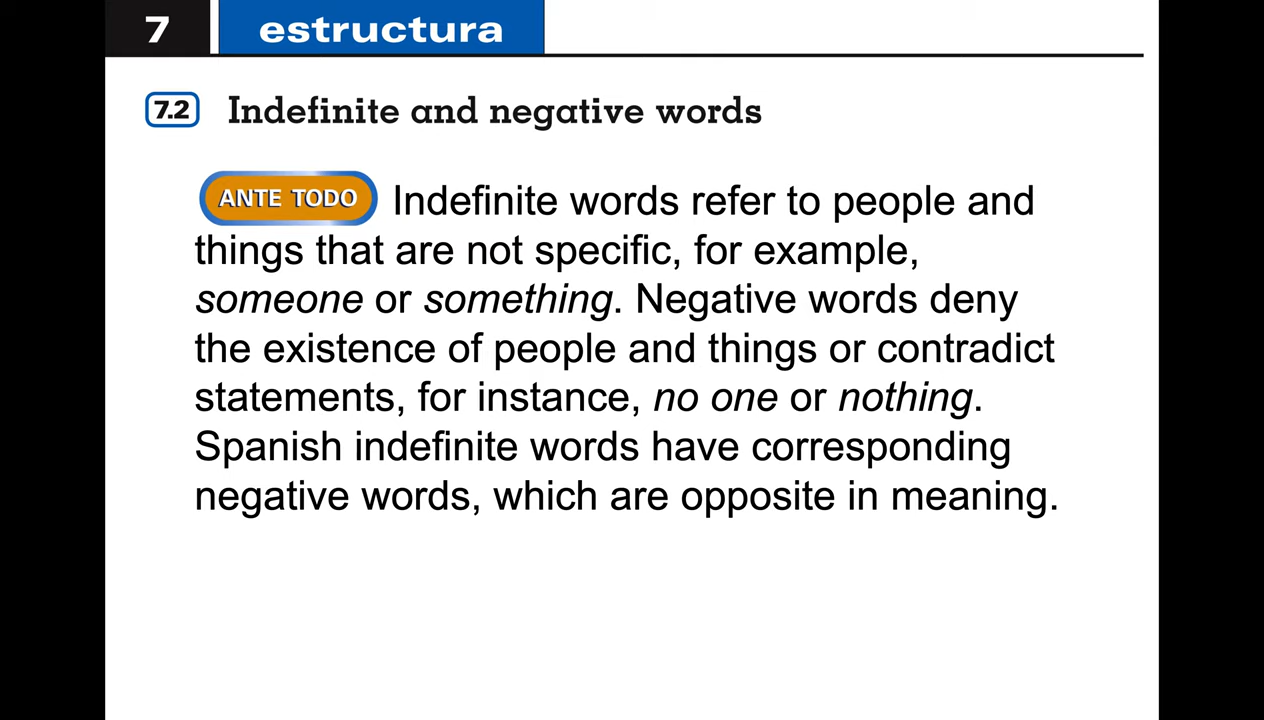 7 estructura
7.2 Indefinite and negative words
ANTE TODO Indefinite words refer to people and
things that are not specific, for example,
someone or something. Negative words deny
the existence of people and things or contradict
statements, for instance, no one or nothing.
Spanish indefinite words have corresponding
negative words, which are opposite in meaning.